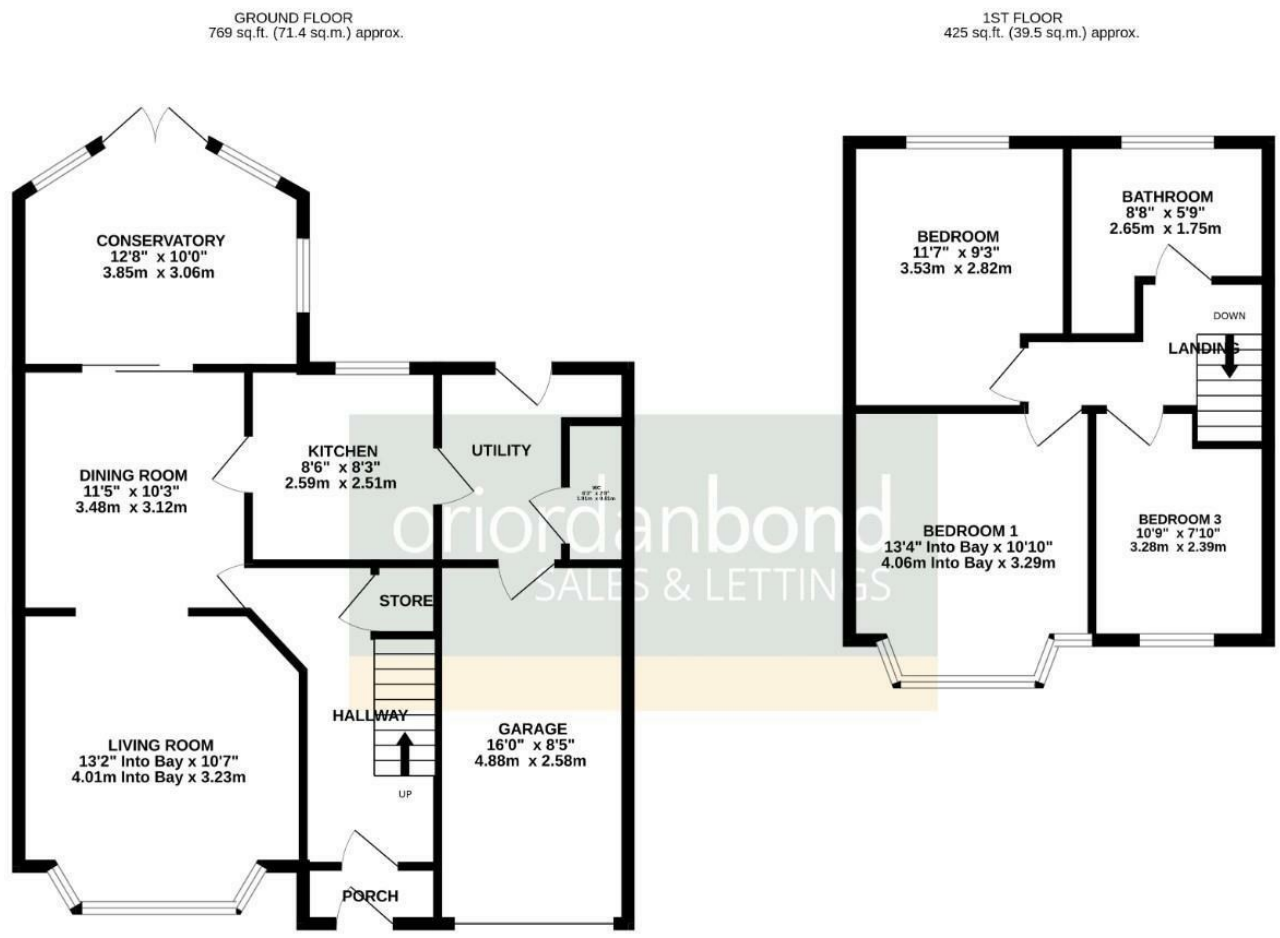 GROUND FLOOR
769 sq.ft. (71.4 sq.m.) approx.
1ST FLOOR
425 sq.ft. (39.5 sq.m.) approx.
CONSERVATORY
12'8" x 10'0"
3.85m x 3.06m
DINING ROOM
11'5" x 10'3"
3.48m x 3.12m
KITCHEN
8'6" x 8'3"
2.59m x 2.51m
UTILITY
WC
STORE
HALLWAY
UP
LIVING ROOM
13'2" Into Bay x 10'7"
4.01m Into Bay x 3.23m
GARAGE
16'0" x 8'5"
4.88m x 2.58m
PORCH
BEDROOM
11'7" x 9'3"
3.53m x 2.82m
BATHROOM
8'8" x 5'9"
2.65m x 1.75m
DOWN
LANDING
BEDROOM 1
13'4" Into Bay x 10'10"
4.06m Into Bay x 3.29m
BEDROOM 3
10'9" x 7'10"
3.28m x 2.39m
oriordanbond
SALES & LETTINGS